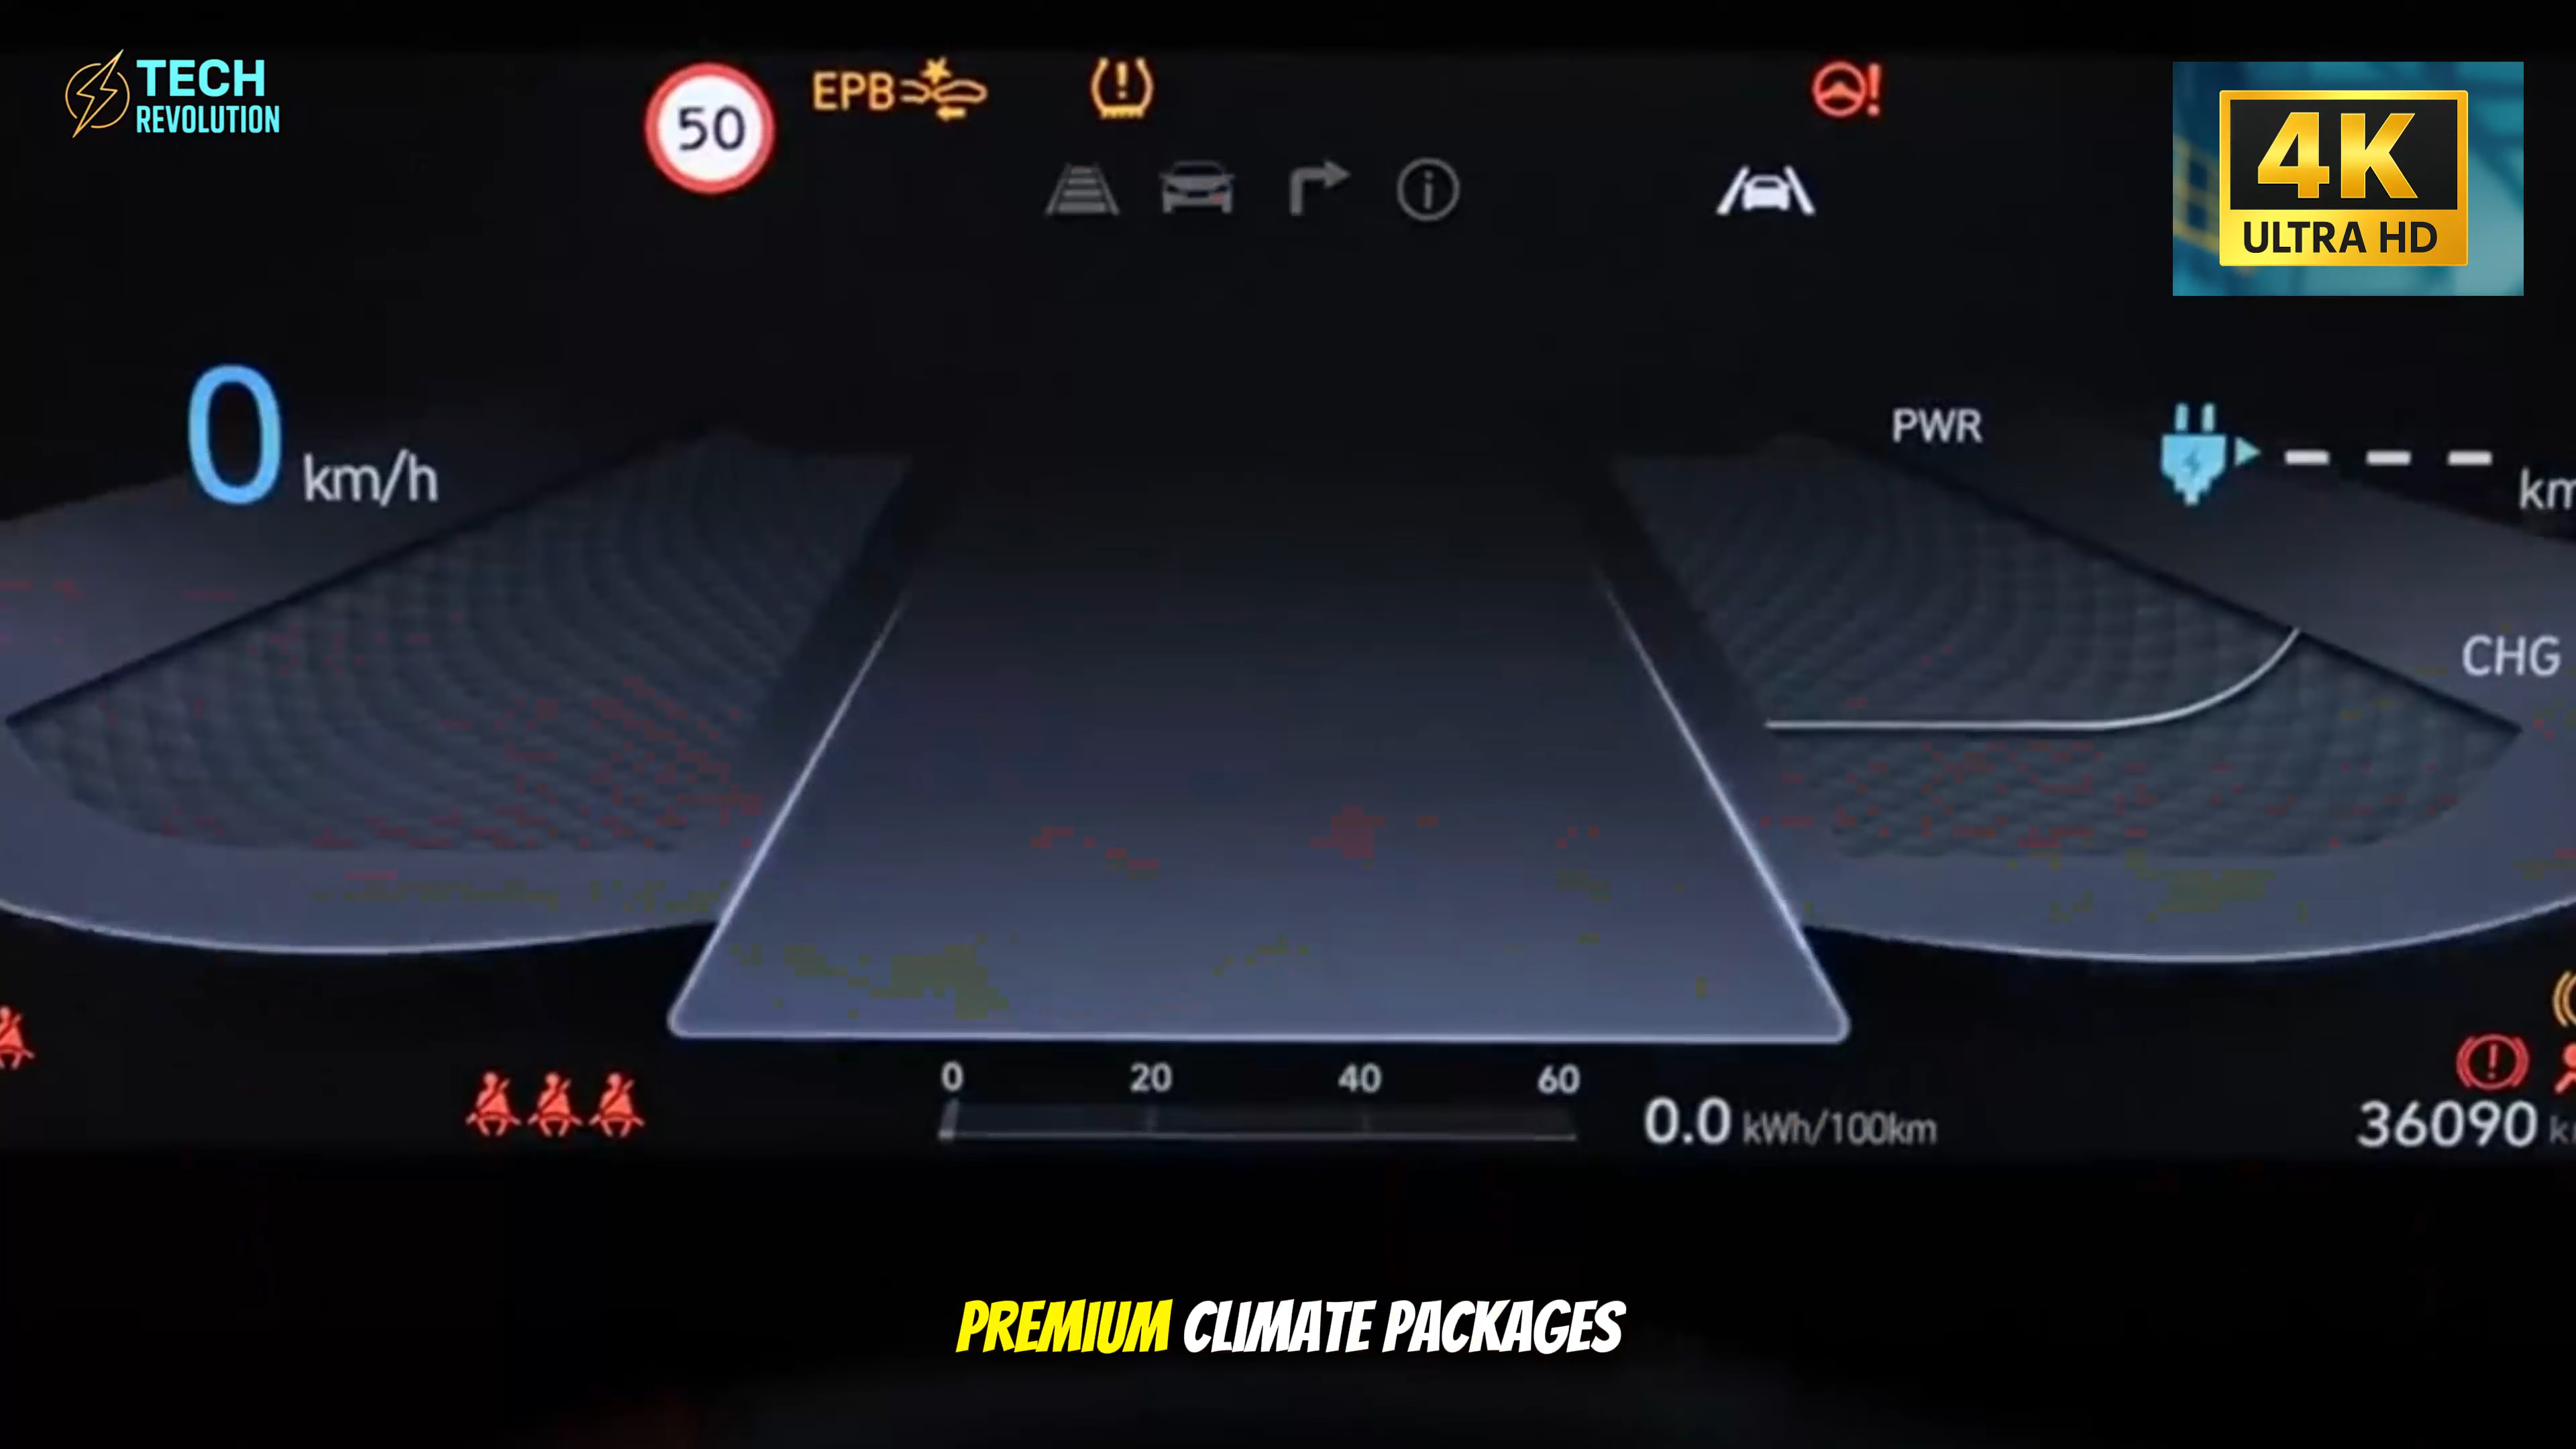 TECH
REVOLUTION
50
EPB
4K
ULTRA HD
0 km/h
PWR
km
CHG
0 20 40 60
0.0 kWh/100km
36090
PREMIUM CLIMATE PACKAGES